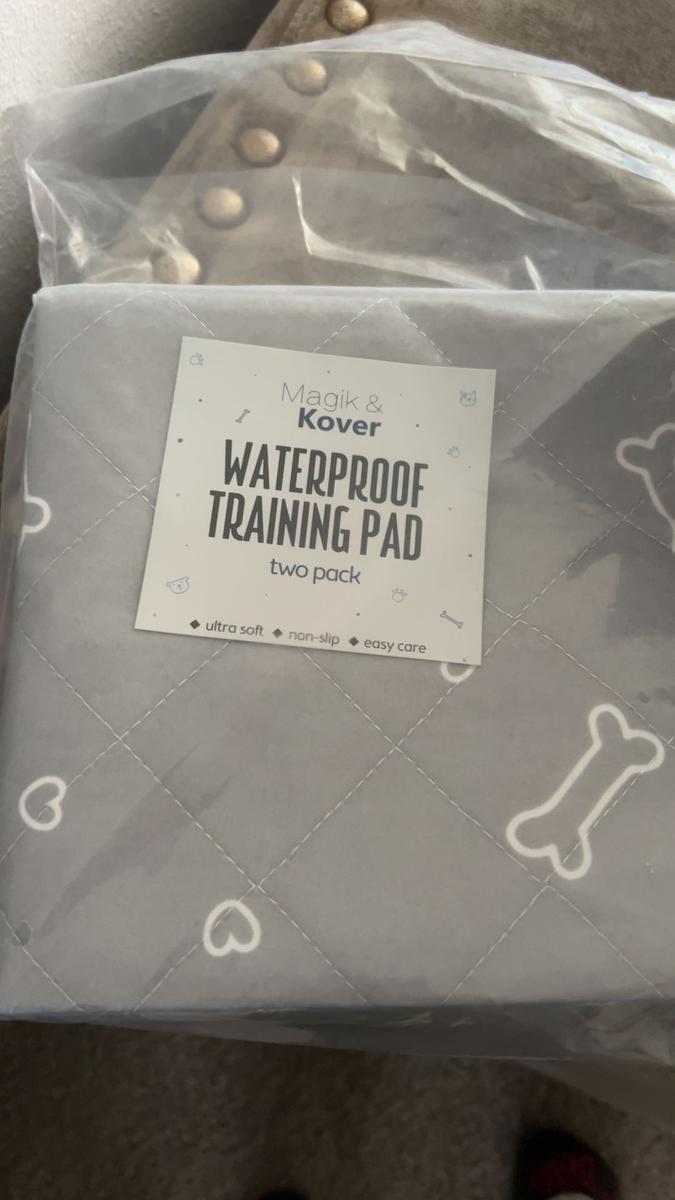 Magik &
Kover
WATERPROOF
TRAINING PAD
two pack
◆ ultra soft ◆ non-slip ◆ easy care